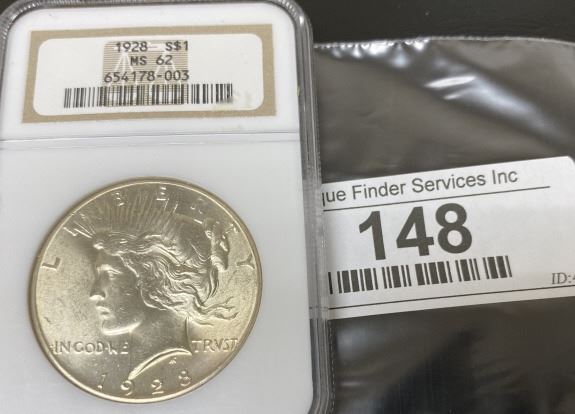 1928 S$1
MS 62
654178-003
LIBERTY
IN GOD WE TRVST
1928
que Finder Services Inc
148
ID: